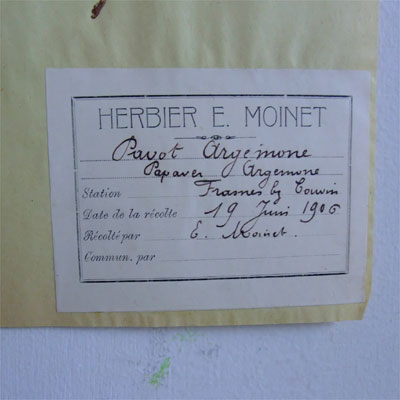 HERBIER E. MOINET
Pavot Argemone
Papaver Argemone
Station Frasnes Couvin
Date de la récolte 19 Juin 1906
Récolté par E. Moinet.
Commun. par